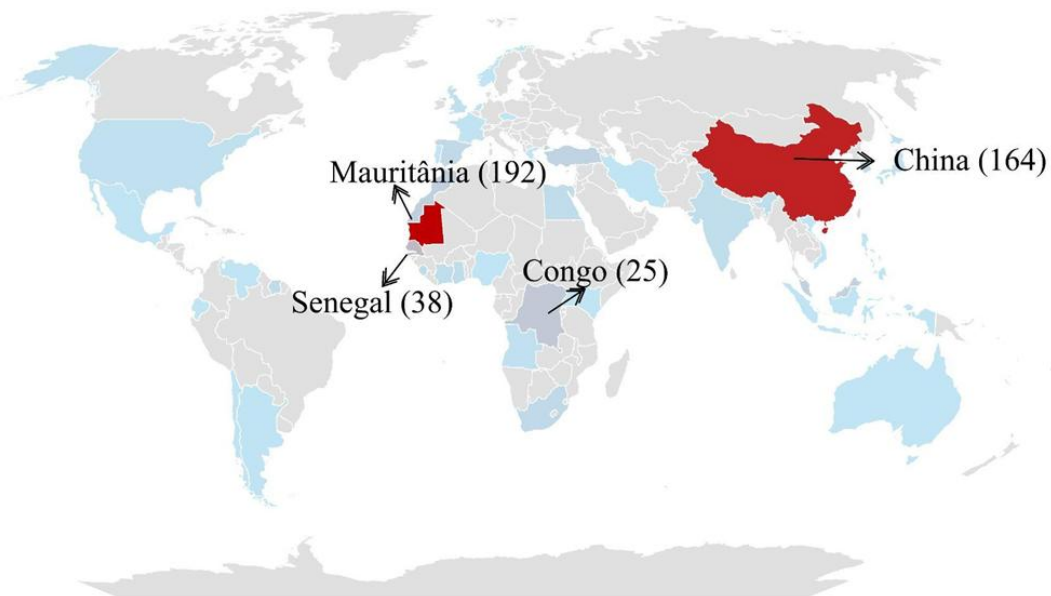 Mauritânia (192)
China (164)
Congo (25)
Senegal (38)